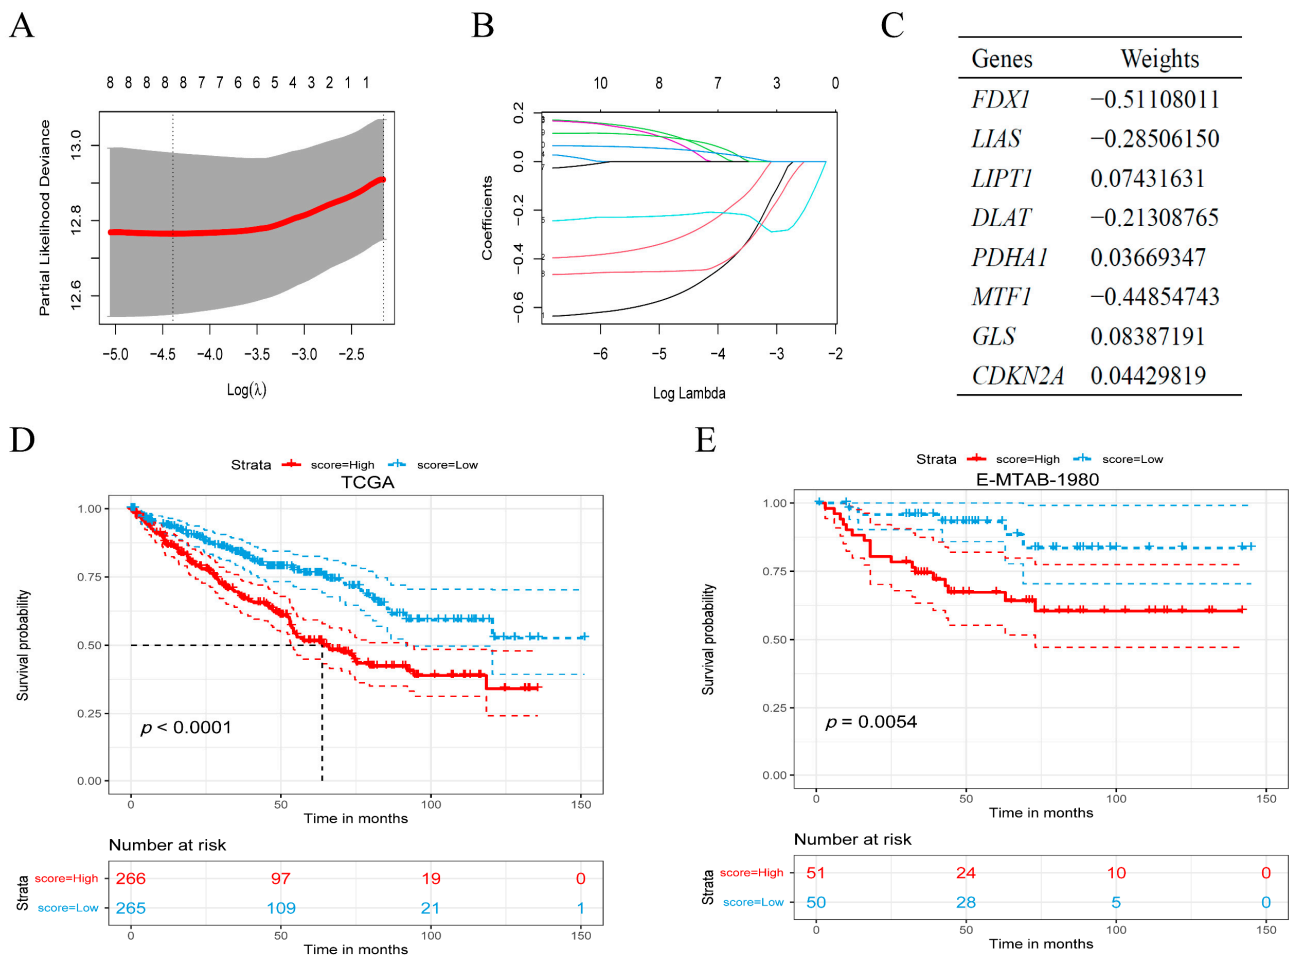 A
8 8 8 8 8 7 7 6 6 5 4 3 2 1 1
Partial Likelihood Deviance
13.0
12.8
12.6
−5.0 −4.5 −4.0 −3.5 −3.0 −2.5
Log(λ)
B
10 8 7 3 0
Coefficients
0.2
0.0
−0.2
−0.4
−0.6
−6 −5 −4 −3 −2
Log Lambda
C
Genes Weights
FDX1 −0.51108011
LIAS −0.28506150
LIPT1 0.07431631
DLAT −0.21308765
PDHA1 0.03669347
MTF1 −0.44854743
GLS 0.08387191
CDKN2A 0.04429819
D
Strata score=High score=Low
TCGA
Survival probability
1.00
0.75
0.50
0.25
0.00
p < 0.0001
0 50 100 150
Time in months
Number at risk
Strata
score=High 266 97 19 0
score=Low 265 109 21 1
0 50 100 150
Time in months
E
Strata score=High score=Low
E-MTAB-1980
Survival probability
1.00
0.75
0.50
0.25
0.00
p = 0.0054
0 50 100 150
Time in months
Number at risk
Strata
score=High 51 24 10 0
score=Low 50 28 5 0
0 50 100 150
Time in months